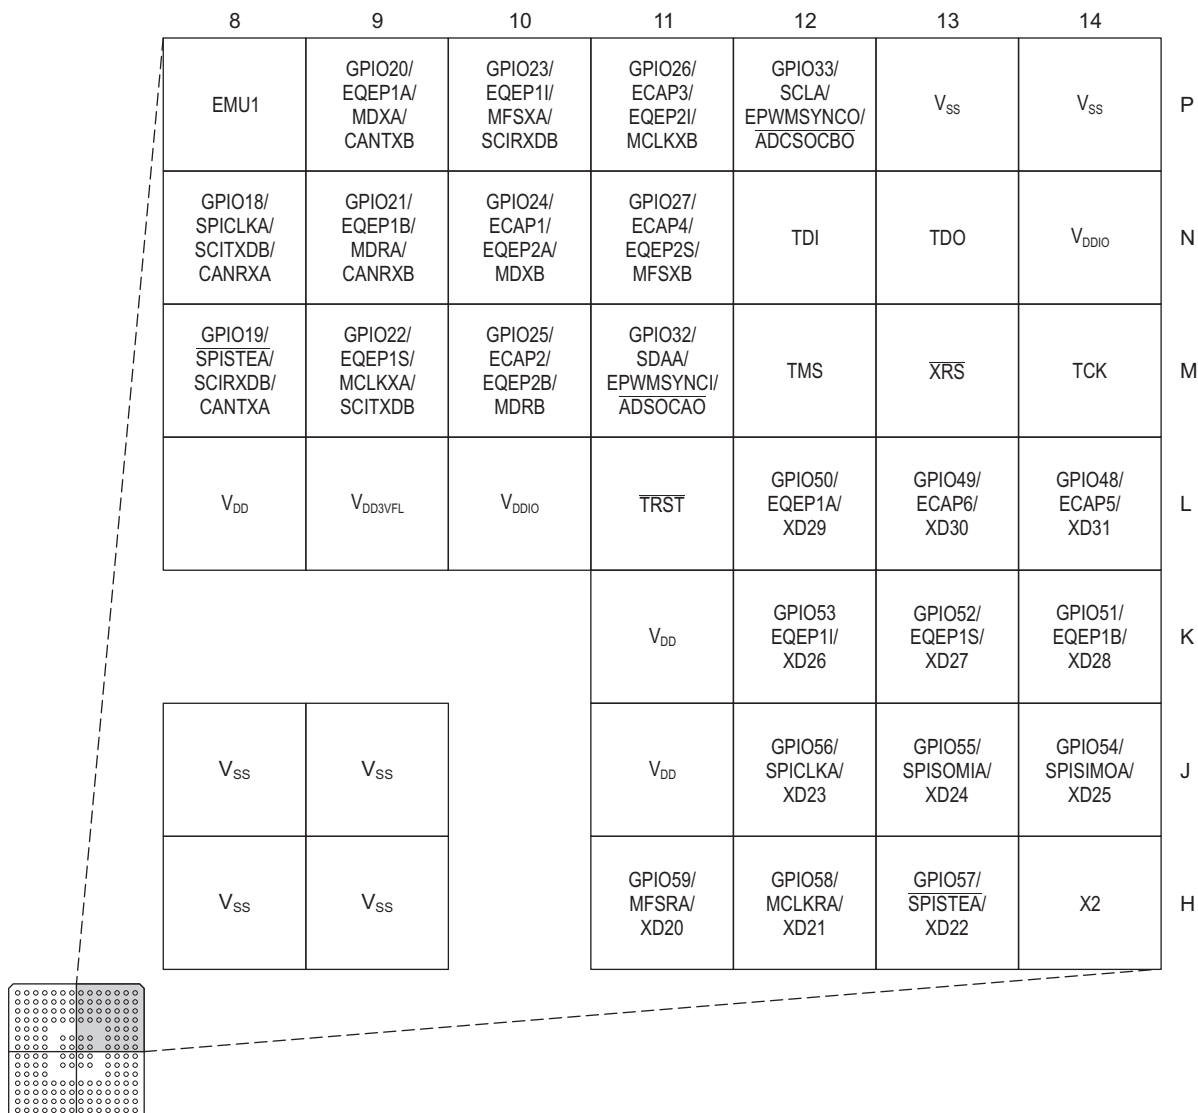 8 9 10 11 12 13 14
EMU1
GPIO20/
EQEP1A/
MDXA/
CANTXB
GPIO23/
EQEP1I/
MFSXA/
SCIRXDB
GPIO26/
ECAP3/
EQEP2I/
MCLKXB
GPIO33/
SCLA/
EPWMSYNCO/
ADCSOCBO
VSS
VSS
P
GPIO18/
SPICLKA/
SCITXDB/
CANRXA
GPIO21/
EQEP1B/
MDRA/
CANRXB
GPIO24/
ECAP1/
EQEP2A/
MDXB
GPIO27/
ECAP4/
EQEP2S/
MFSXB
TDI
TDO
VDDIO
N
GPIO19/
SPISTEA/
SCIRXDB/
CANTXA
GPIO22/
EQEP1S/
MCLKXA/
SCITXDB
GPIO25/
ECAP2/
EQEP2B/
MDRB
GPIO32/
SDAA/
EPWMSYNCI/
ADSOCAO
TMS
XRS
TCK
M
VDD
VDD3VFL
VDDIO
TRST
GPIO50/
EQEP1A/
XD29
GPIO49/
ECAP6/
XD30
GPIO48/
ECAP5/
XD31
L
VDD
GPIO53
EQEP1I/
XD26
GPIO52/
EQEP1S/
XD27
GPIO51/
EQEP1B/
XD28
K
VSS
VSS
VDD
GPIO56/
SPICLKA/
XD23
GPIO55/
SPISOMIA/
XD24
GPIO54/
SPISIMOA/
XD25
J
VSS
VSS
GPIO59/
MFSRA/
XD20
GPIO58/
MCLKRA/
XD21
GPIO57/
SPISTEA/
XD22
X2
H